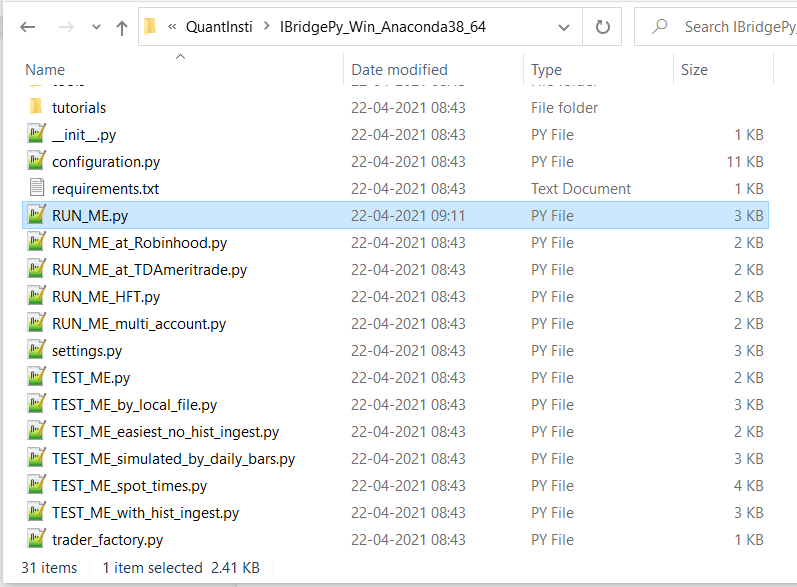 « QuantInsti > IBridgePy_Win_Anaconda38_64 Search IBridgePy_
Name Date modified Type Size
tools 22-04-2021 08:43 File folder
tutorials 22-04-2021 08:43 File folder
__init__.py 22-04-2021 08:43 PY File 1 KB
configuration.py 22-04-2021 08:43 PY File 11 KB
requirements.txt 22-04-2021 08:43 Text Document 1 KB
RUN_ME.py 22-04-2021 09:11 PY File 3 KB
RUN_ME_at_Robinhood.py 22-04-2021 08:43 PY File 2 KB
RUN_ME_at_TDAmeritrade.py 22-04-2021 08:43 PY File 2 KB
RUN_ME_HFT.py 22-04-2021 08:43 PY File 2 KB
RUN_ME_multi_account.py 22-04-2021 08:43 PY File 2 KB
settings.py 22-04-2021 08:43 PY File 3 KB
TEST_ME.py 22-04-2021 08:43 PY File 2 KB
TEST_ME_by_local_file.py 22-04-2021 08:43 PY File 3 KB
TEST_ME_easiest_no_hist_ingest.py 22-04-2021 08:43 PY File 2 KB
TEST_ME_simulated_by_daily_bars.py 22-04-2021 08:43 PY File 3 KB
TEST_ME_spot_times.py 22-04-2021 08:43 PY File 4 KB
TEST_ME_with_hist_ingest.py 22-04-2021 08:43 PY File 3 KB
trader_factory.py 22-04-2021 08:43 PY File 1 KB
31 items 1 item selected 2.41 KB